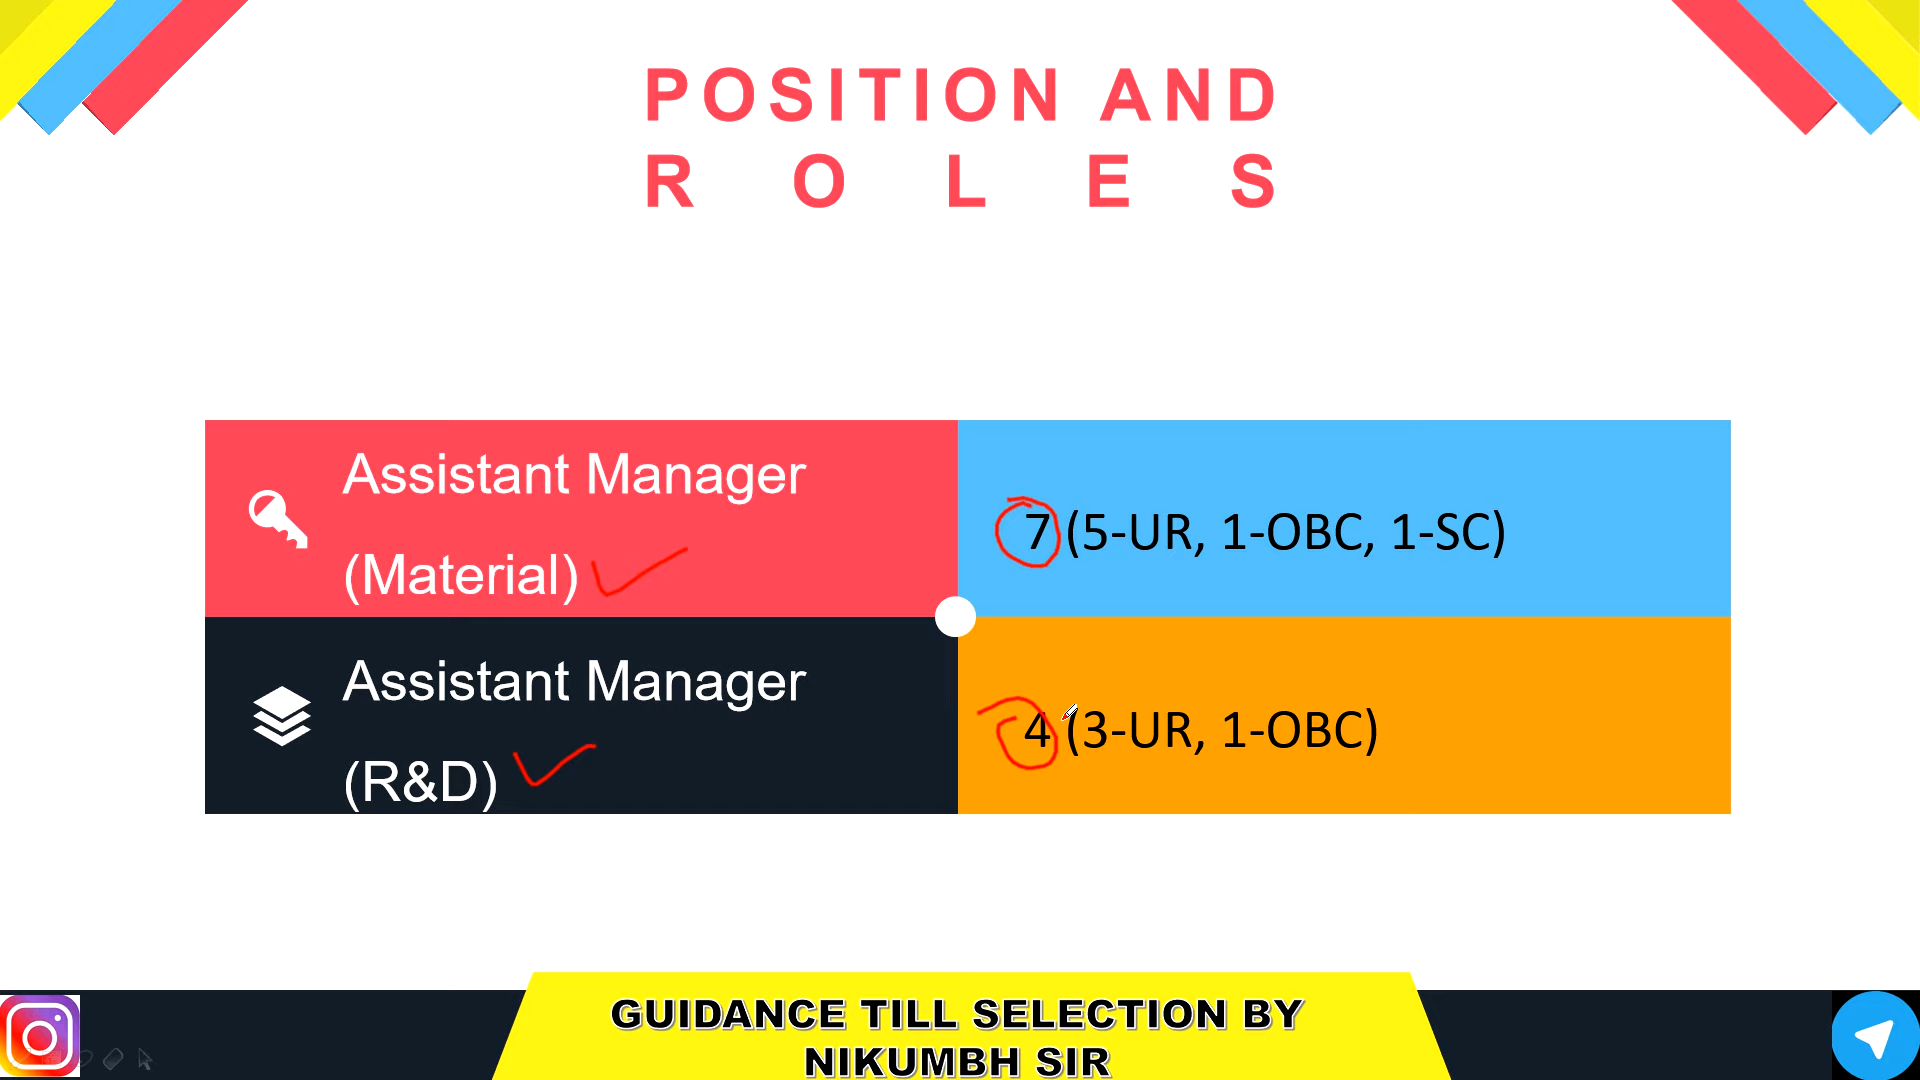 POSITION AND
ROLES
Assistant Manager
(Material)
7 (5-UR, 1-OBC, 1-SC)
Assistant Manager
(R&D)
4 (3-UR, 1-OBC)
GUIDANCE TILL SELECTION BY
NIKUMBH SIR